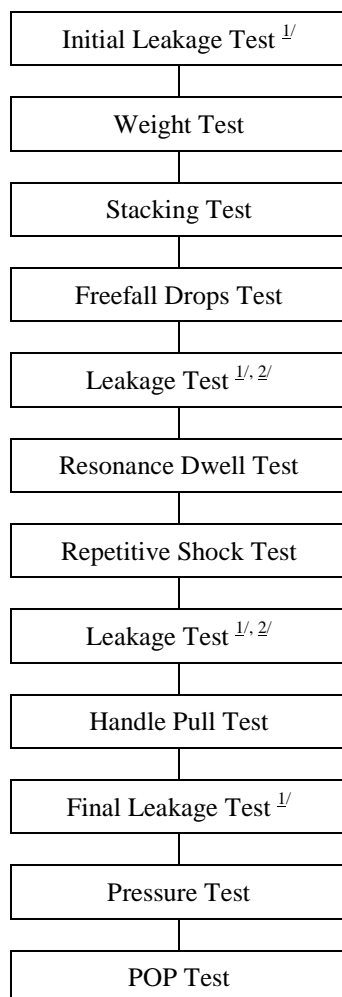 Initial Leakage Test 1/
Weight Test
Stacking Test
Freefall Drops Test
Leakage Test 1/, 2/
Resonance Dwell Test
Repetitive Shock Test
Leakage Test 1/, 2/
Handle Pull Test
Final Leakage Test 1/
Pressure Test
POP Test